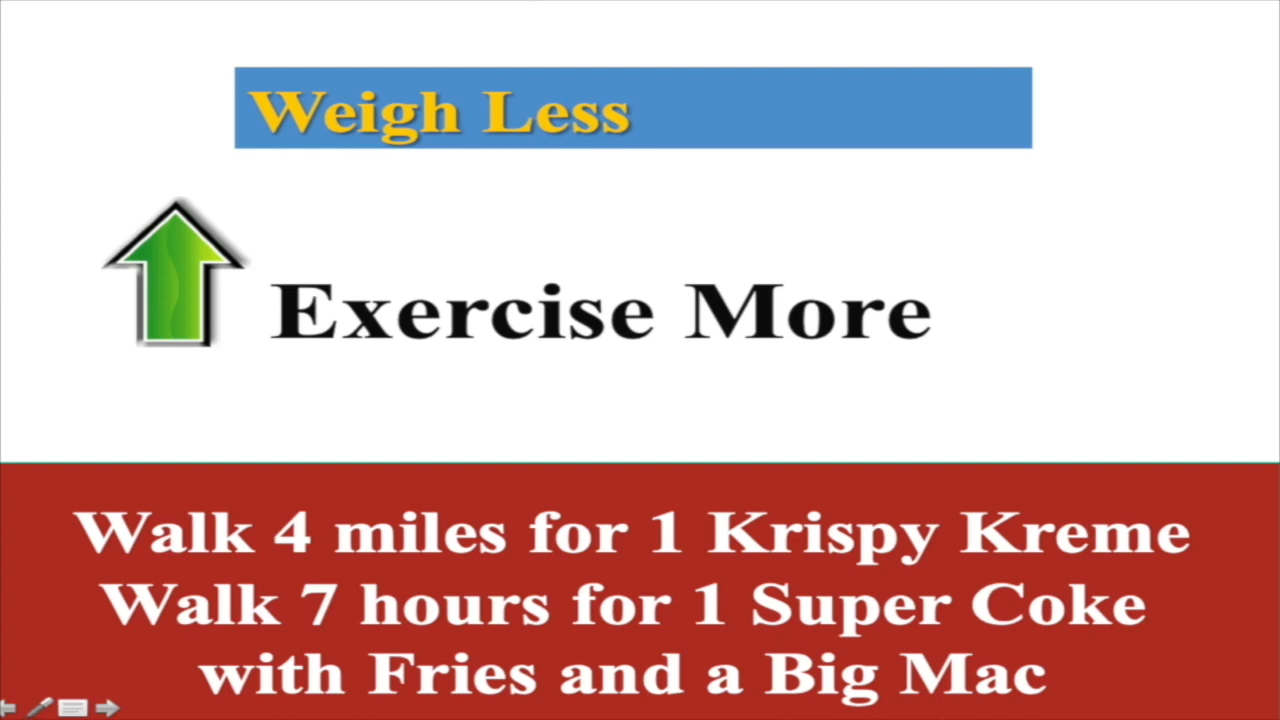 Weigh Less
Exercise More
Walk 4 miles for 1 Krispy Kreme
Walk 7 hours for 1 Super Coke
with Fries and a Big Mac